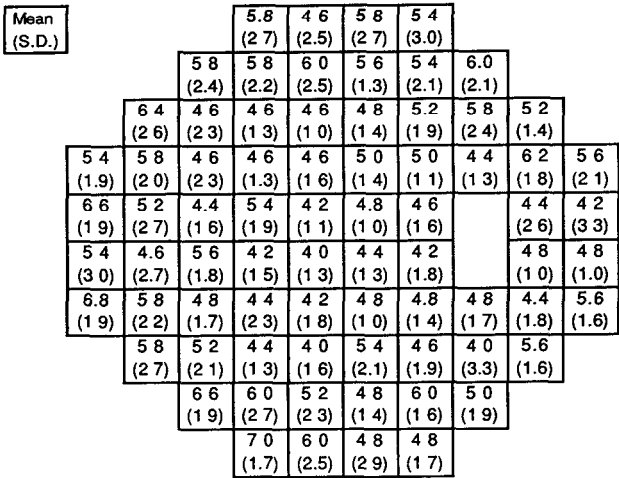 Mean
(S.D.)
5.8 4 6 5 8 5 4
(2 7) (2.5) (2 7) (3.0)
5 8 5 8 6 0 5 6 5 4 6.0
(2.4) (2.2) (2.5) (1.3) (2.1) (2.1)
6 4 4 6 4 6 4 6 4 8 5.2 5 8 5 2
(2 6) (2 3) (1 3) (1 0) (1 4) (1 9) (2 4) (1.4)
5 4 5 8 4 6 4 6 4 6 5 0 5 0 4 4 6 2 5 6
(1.9) (2 0) (2 3) (1.3) (1 6) (1 4) (1 1) (1 3) (1 8) (2 1)
6 6 5 2 4.4 5 4 4 2 4.8 4 6 4 4 4 2
(1 9) (2 7) (1 6) (1 9) (1 1) (1 0) (1 6) (2 6) (3 3)
5 4 4.6 5 6 4 2 4 0 4 4 4 2 4 8 4 8
(3 0) (2.7) (1.8) (1 5) (1 3) (1 3) (1.8) (1 0) (1.0)
6.8 5 8 4 8 4 4 4 2 4 8 4.8 4 8 4.4 5.6
(1 9) (2 2) (1.7) (2 3) (1 8) (1 0) (1 4) (1 7) (1.8) (1.6)
5 8 5 2 4 4 4 0 5 4 4 6 4 0 5.6
(2 7) (2 1) (1 3) (1 6) (2.1) (1.9) (3.3) (1.6)
6 6 6 0 5 2 4 8 6 0 5 0
(1 9) (2 7) (2 3) (1.4) (1 6) (1 9)
7 0 6 0 4 8 4 8
(1.7) (2.5) (2 9) (1 7)